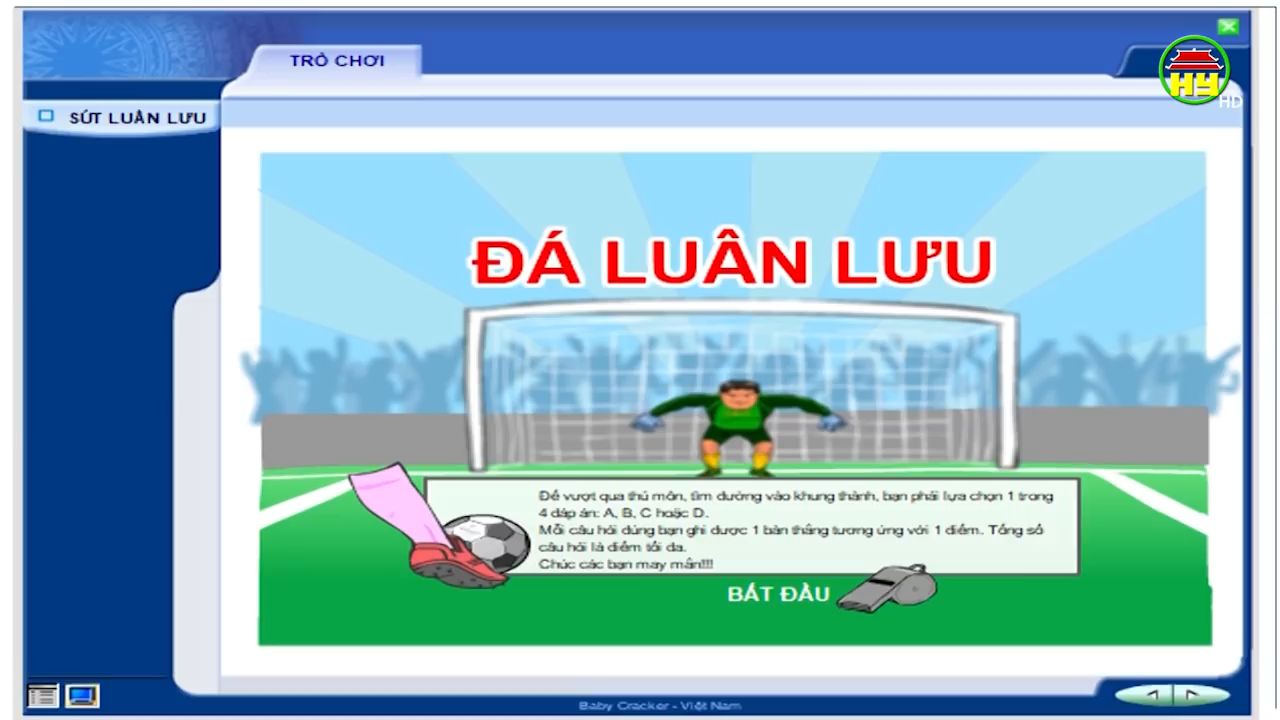 TRÒ CHƠI
HY
HD
SÚT LUÂN LƯU
ĐÁ LUÂN LƯU
Để vượt qua thủ môn, tìm đường vào khung thành, bạn phải lựa chọn 1 trong
4 đáp án: A, B, C hoặc D.
Mỗi câu hỏi đúng bạn ghi được 1 bàn thắng tương ứng với 1 điểm. Tổng số
câu hỏi là điểm tối đa.
Chúc các bạn may mắn!!!
BẮT ĐẦU
Baby Cracker - Việt Nam